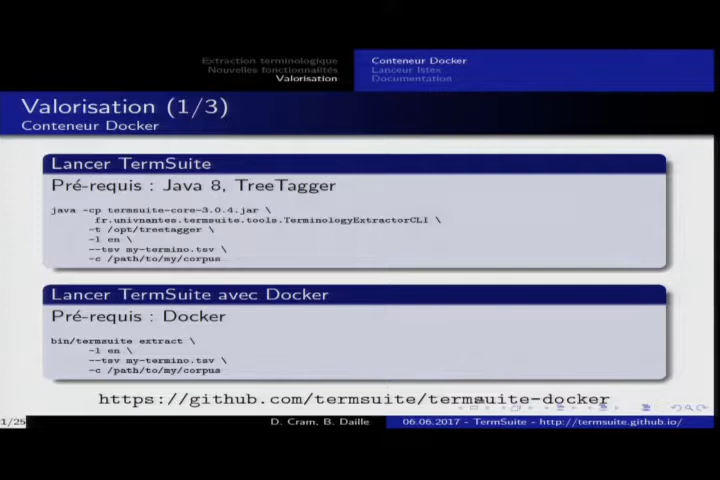 Extraction terminologique
Nouvelles fonctionnalités
Valorisation
Conteneur Docker
Lanceur Istex
Documentation
Valorisation (1/3)
Conteneur Docker
Lancer TermSuite
Pré-requis : Java 8, TreeTagger
java -cp termsuite-core-3.0.4.jar \
fr.univnantes.termsuite.tools.TerminologyExtractorCLI \
-t /opt/treetagger \
-l en \
--tsv my-termino.tsv \
-c /path/to/my/corpus
Lancer TermSuite avec Docker
Pré-requis : Docker
bin/termsuite extract \
-l en \
--tsv my-termino.tsv \
-c /path/to/my/corpus
https://github.com/termsuite/termsuite-docker
1/25
D. Cram, B. Daille
06.06.2017 - TermSuite - http://termsuite.github.io/